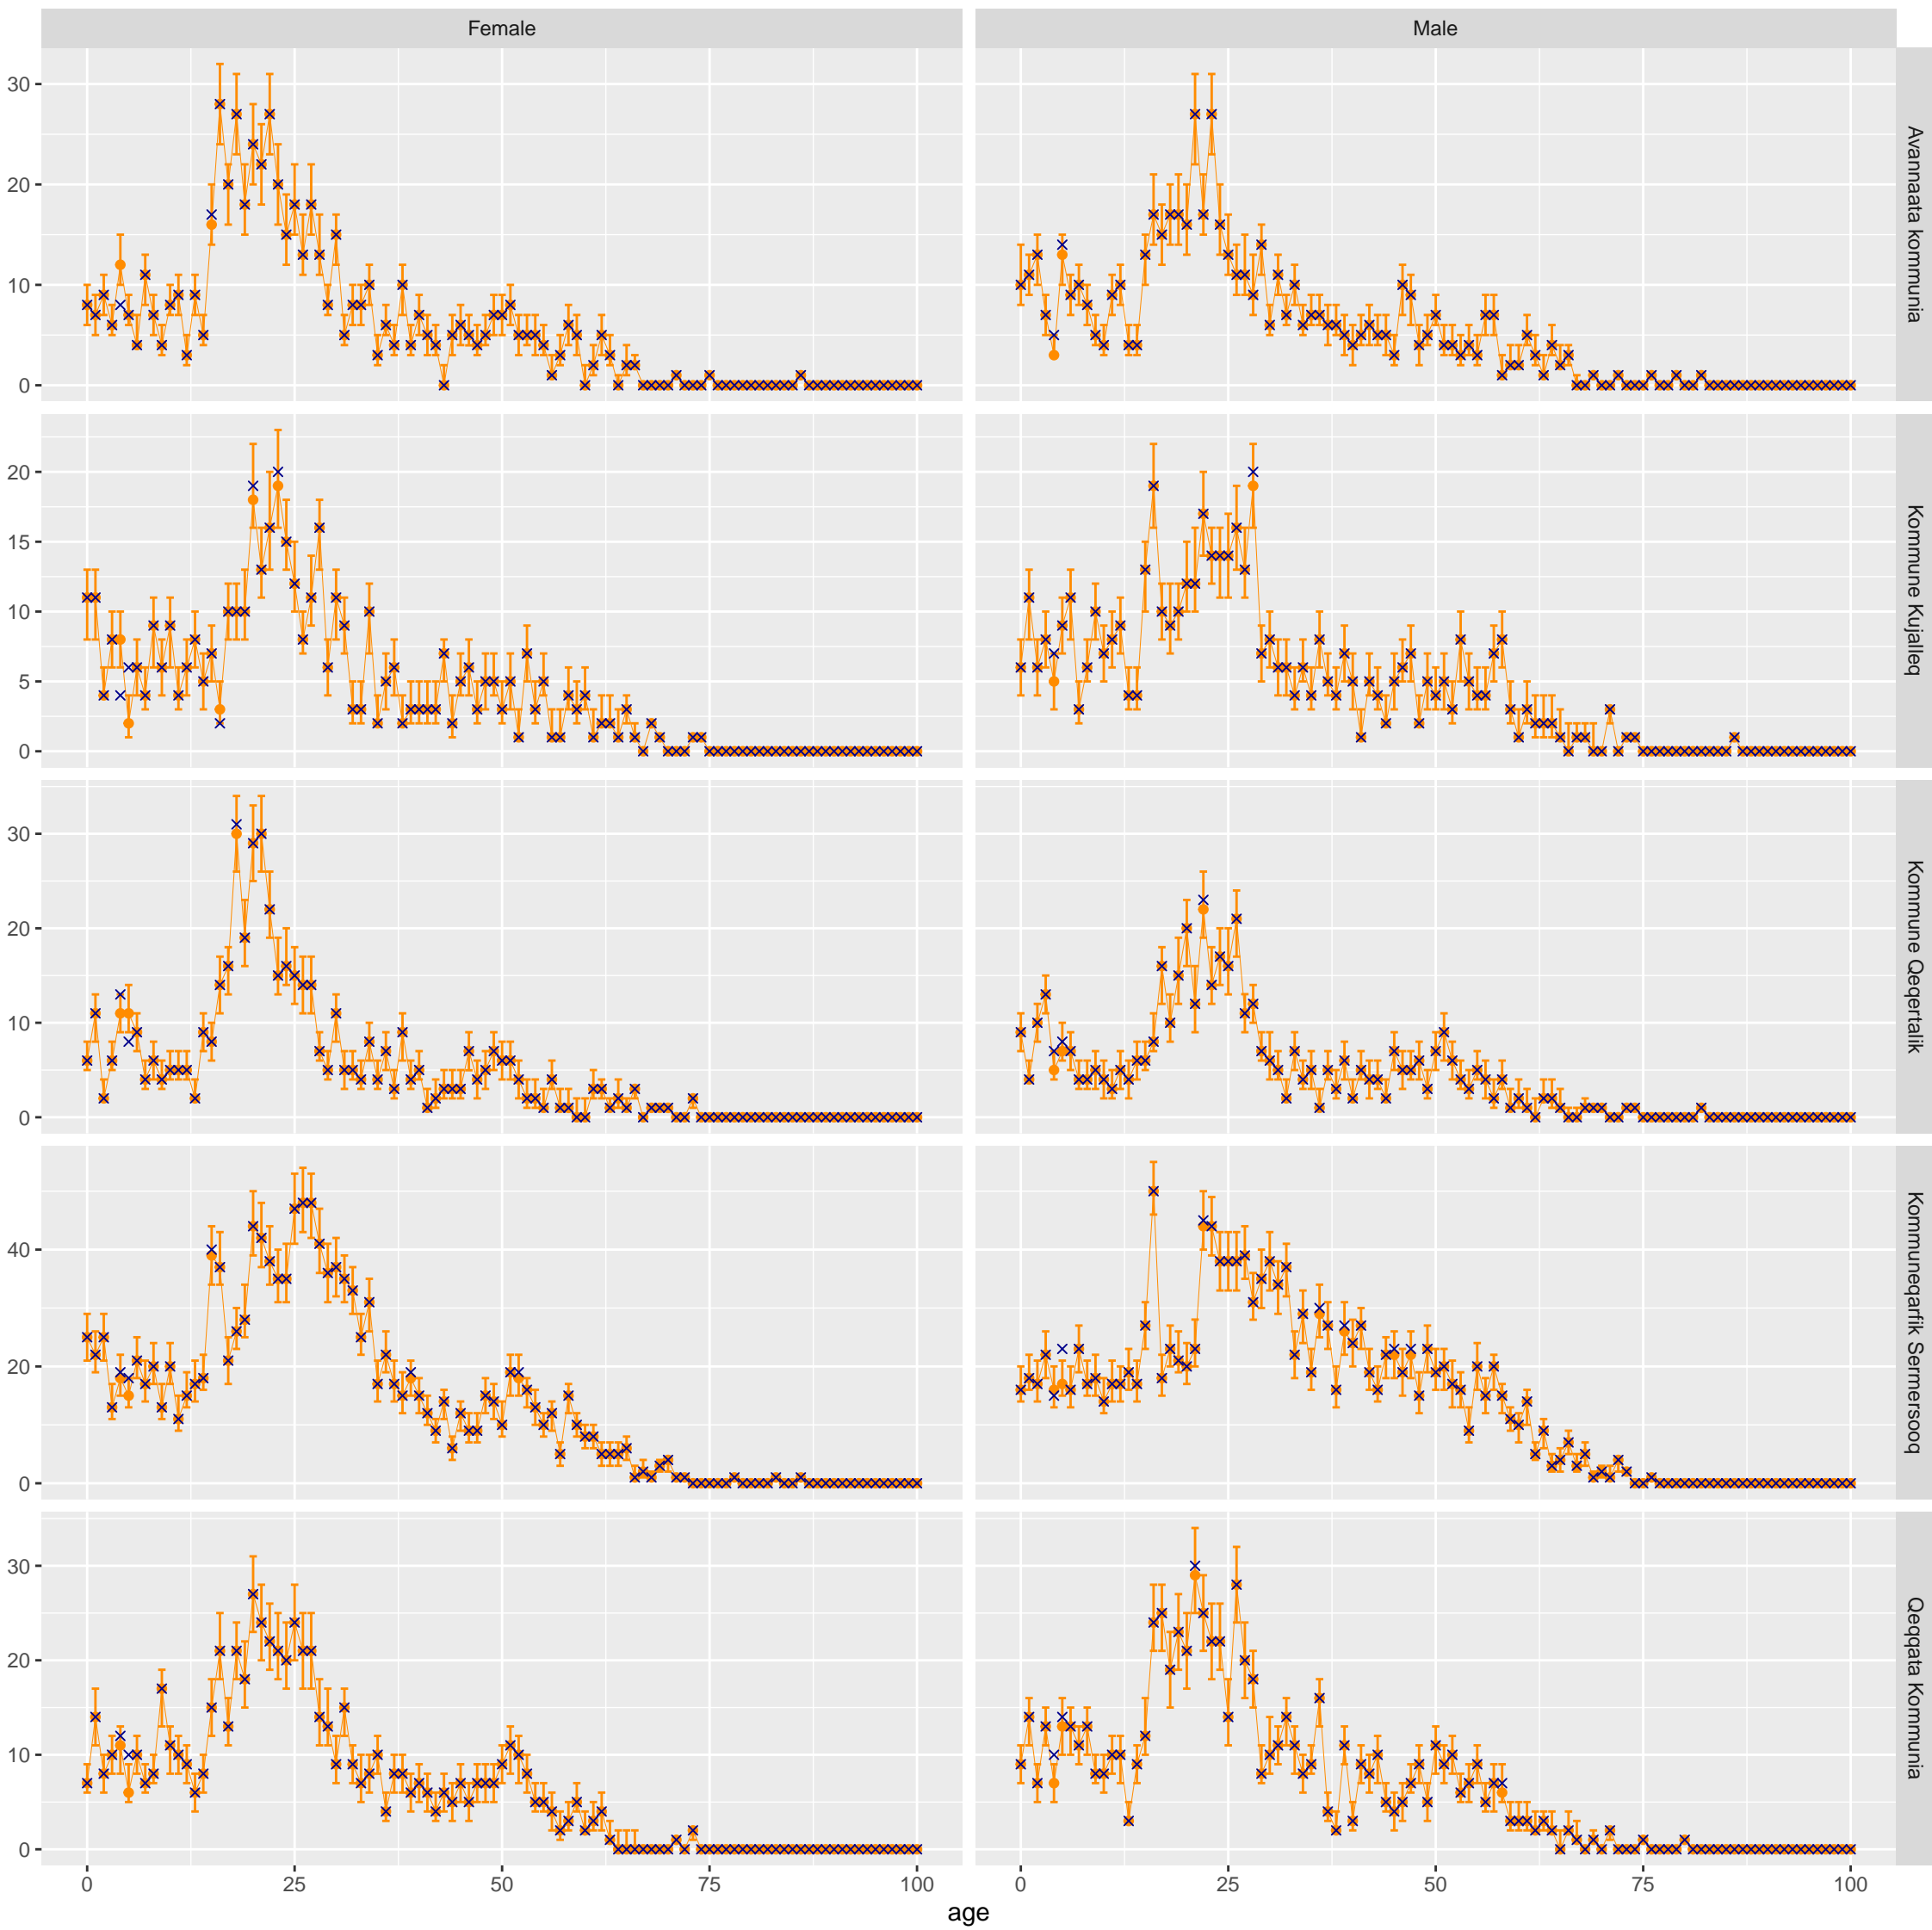 Female Male
30
20
10
0
Avannaata kommunia
20
15
10
5
0
Kommune Kujalleq
30
20
10
0
Kommune Qeqertalik
40
20
0
Kommuneqarfik Sermersooq
30
20
10
0
Qeqqata Kommunia
0 25 50 75 100 0 25 50 75 100
age